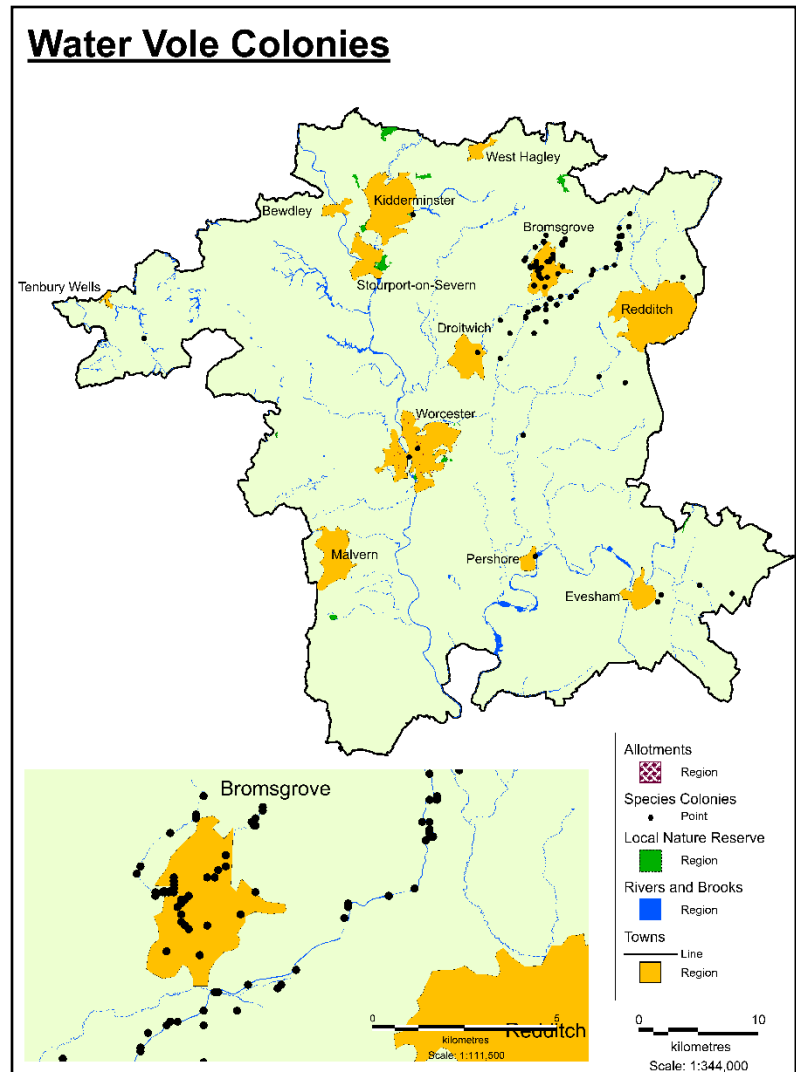 Water Vole Colonies
West Hagley
Kidderminster
Bewdley
Bromsgrove
Stourport-on-Severn
Tenbury Wells
Redditch
Droitwich
Worcester
Malvern
Pershore
Evesham
Bromsgrove
Redditch
0 5
kilometres
Scale: 1:111,500
Allotments
Region
Species Colonies
Point
Local Nature Reserve
Region
Rivers and Brooks
Region
Towns
Line
Region
0 10
kilometres
Scale: 1:344,000